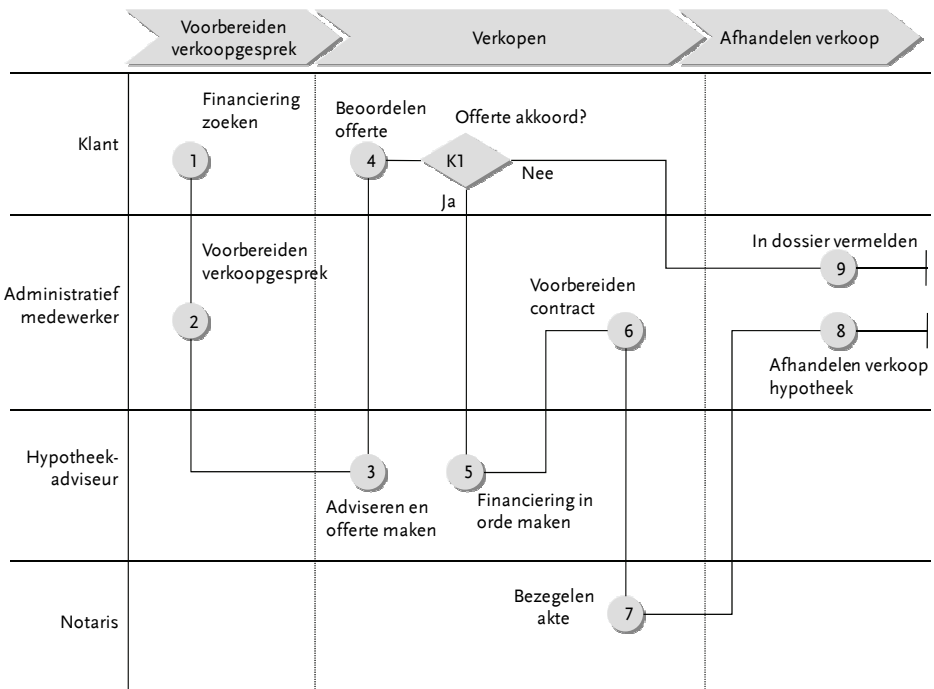 Voorbereiden
verkoopgesprek
Verkopen
Afhandelen verkoop
Klant
Financiering
zoeken
1
Beoordelen
offerte
4
Offerte akkoord?
K1
Nee
Ja
Administratief
medewerker
Voorbereiden
verkoopgesprek
2
Voorbereiden
contract
6
In dossier vermelden
9
8
Afhandelen verkoop
hypotheek
Hypotheek-
adviseur
3
Adviseren en
offerte maken
5
Financiering in
orde maken
Notaris
Bezegelen
akte
7